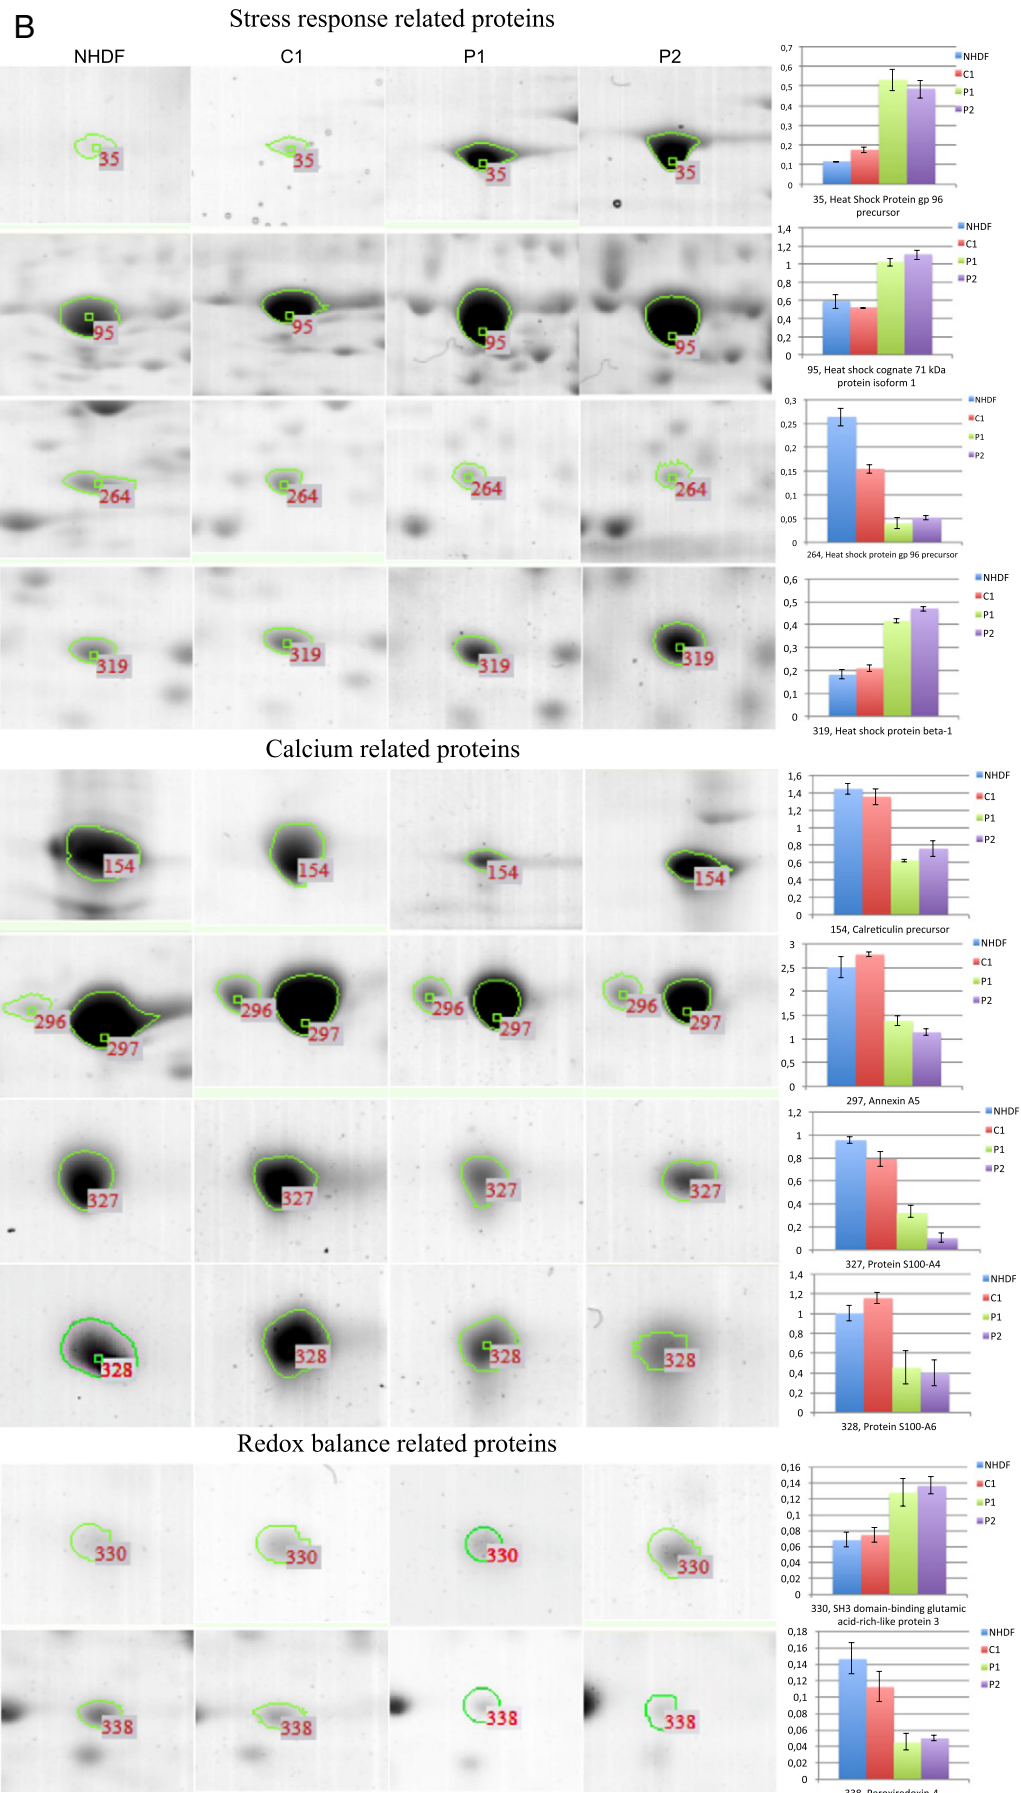 B
Stress response related proteins
NHDF C1 P1 P2
35 35 35 35
0,7
0,6
0,5
0,4
0,3
0,2
0,1
0
NHDF
C1
P1
P2
35, Heat Shock Protein gp 96
precursor
95 95 95 95
1,4
1,2
1
0,8
0,6
0,4
0,2
0
NHDF
C1
P1
P2
95, Heat shock cognate 71 kDa
protein isoform 1
264 264 264 264
0,3
0,25
0,2
0,15
0,1
0,05
0
NHDF
C1
P1
P2
264, Heat shock protein gp 96 precursor
319 319 319 319
0,6
0,5
0,4
0,3
0,2
0,1
0
NHDF
C1
P1
P2
319, Heat shock protein beta-1
Calcium related proteins
154 154 154 154
1,6
1,4
1,2
1
0,8
0,6
0,4
0,2
0
NHDF
C1
P1
P2
154, Calreticulin precursor
296 297 296 297 296 297 296 297
3
2,5
2
1,5
1
0,5
0
NHDF
C1
P1
P2
297, Annexin A5
327 327 327 327
1,2
1
0,8
0,6
0,4
0,2
0
NHDF
C1
P1
P2
327, Protein S100-A4
328 328 328 328
1,4
1,2
1
0,8
0,6
0,4
0,2
0
NHDF
C1
P1
P2
328, Protein S100-A6
Redox balance related proteins
330 330 330 330
0,16
0,14
0,12
0,1
0,08
0,06
0,04
0,02
0
NHDF
C1
P1
P2
330, SH3 domain-binding glutamic
acid-rich-like protein 3
338 338 338 338
0,18
0,16
0,14
0,12
0,1
0,08
0,06
0,04
0,02
0
NHDF
C1
P1
P2
338, Peroxiredoxin 4